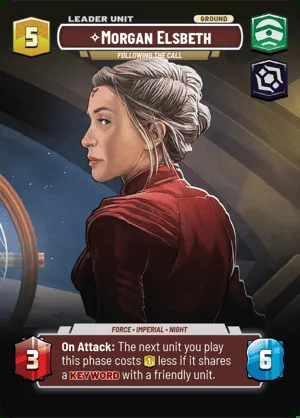 LEADER UNIT
GROUND
5
✧MORGAN ELSBETH
FOLLOWING THE CALL
FORCE • IMPERIAL • NIGHT
3
On Attack: The next unit you play
this phase costs 1 less if it shares
a KEYWORD with a friendly unit.
6